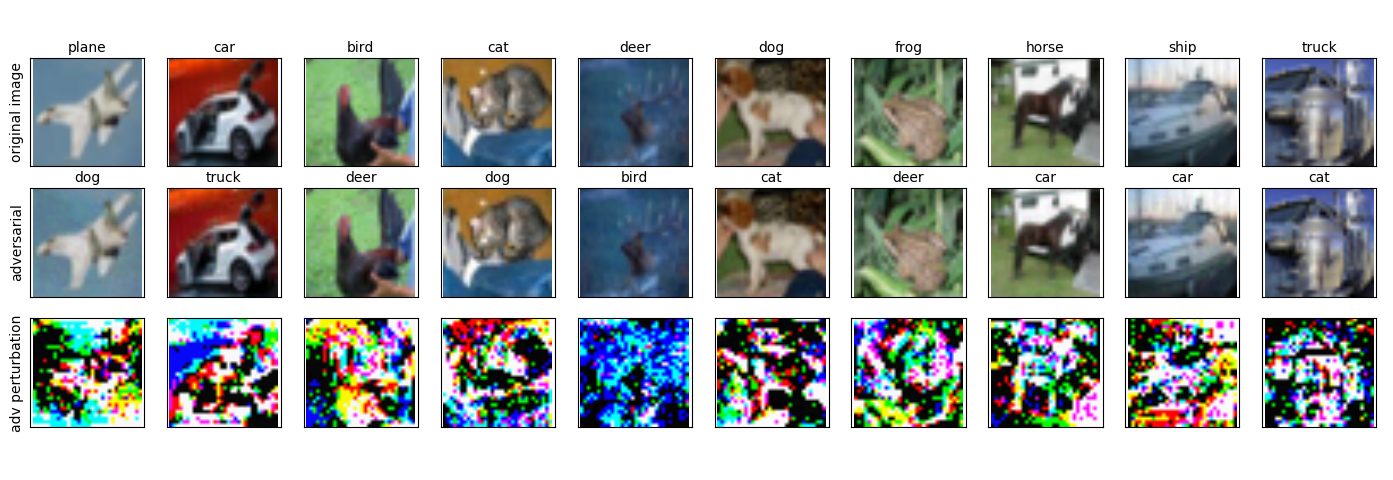 plane car bird cat deer dog frog horse ship truck
original image
dog truck deer dog bird cat deer car car cat
adversarial
adv perturbation